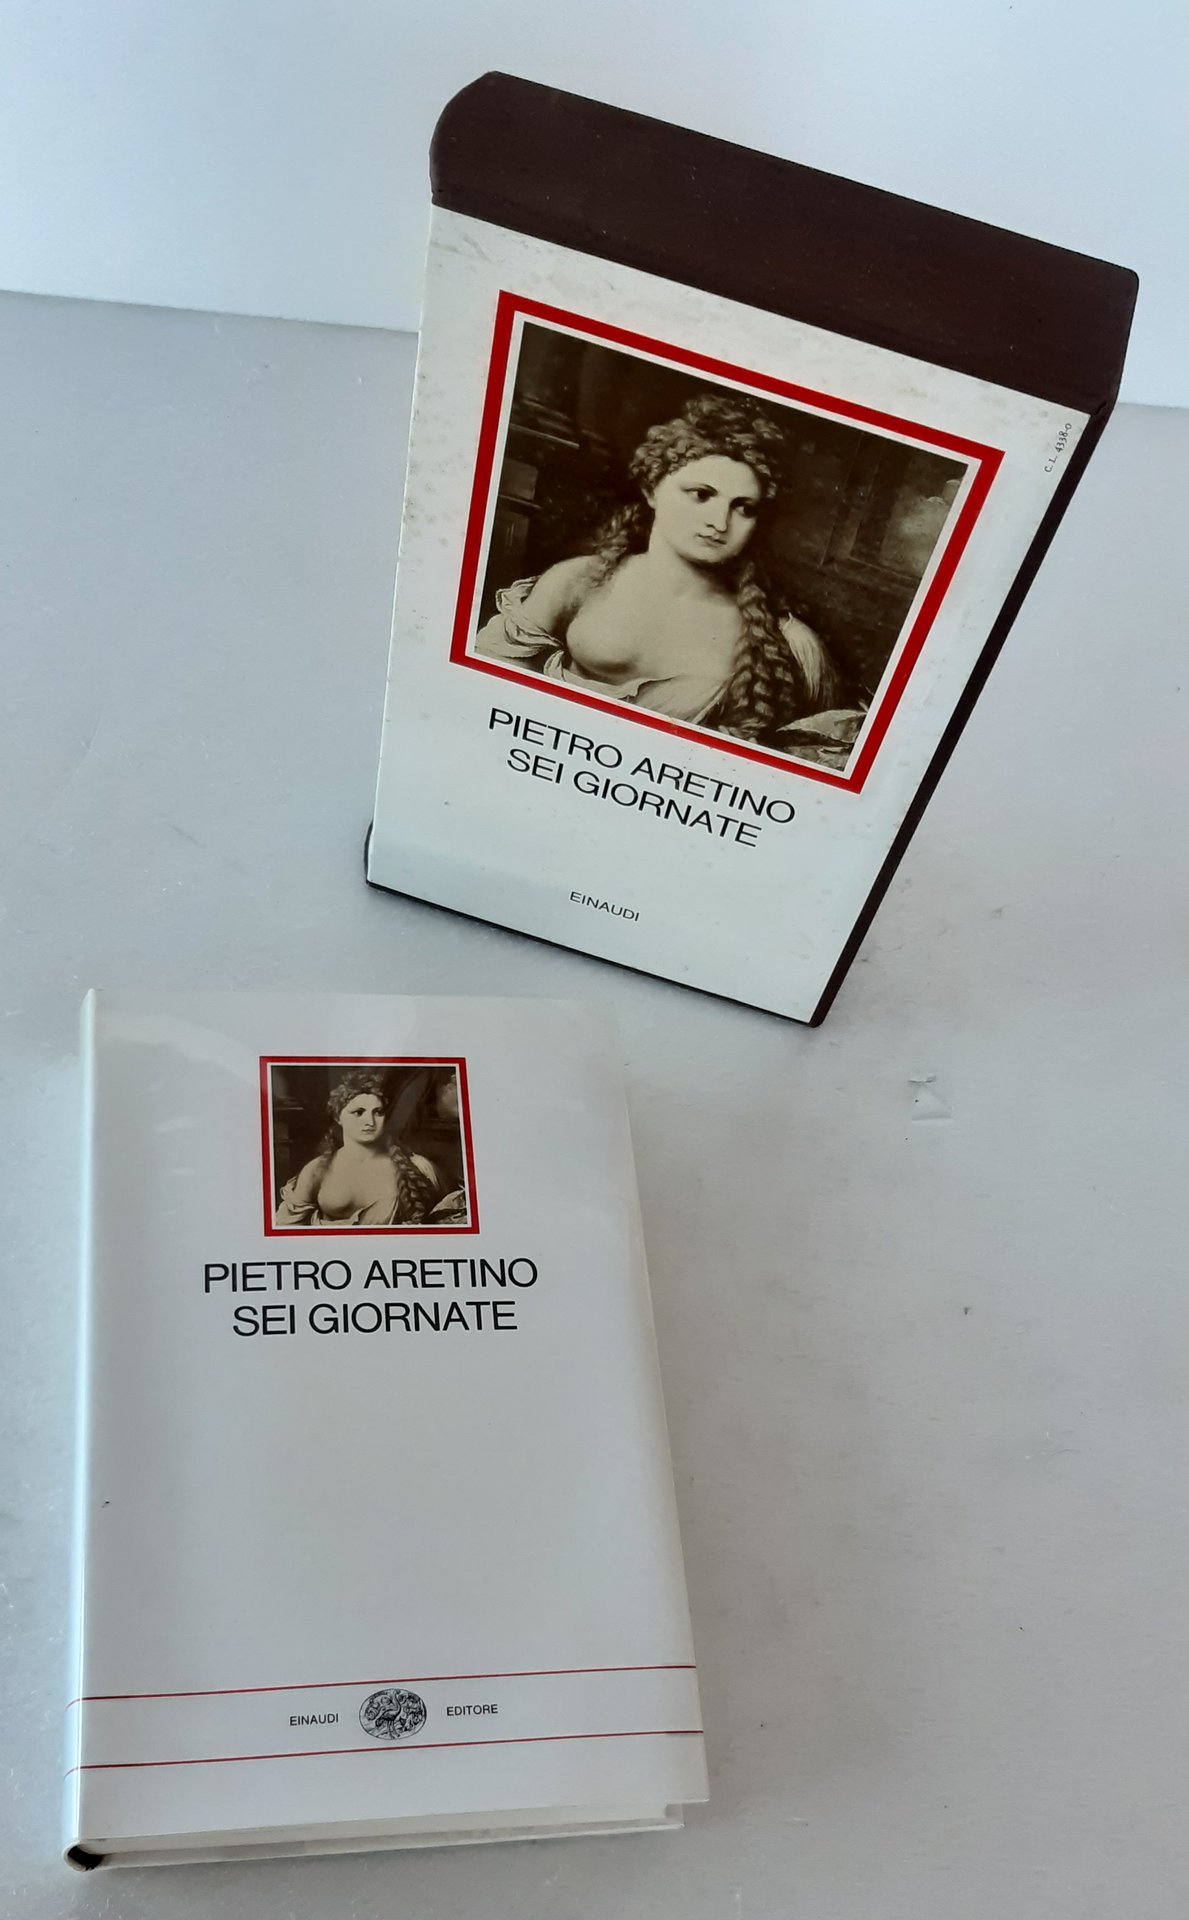 C. L. 4338-0
PIETRO ARETINO
SEI GIORNATE
EINAUDI
PIETRO ARETINO
SEI GIORNATE
EINAUDI EDITORE